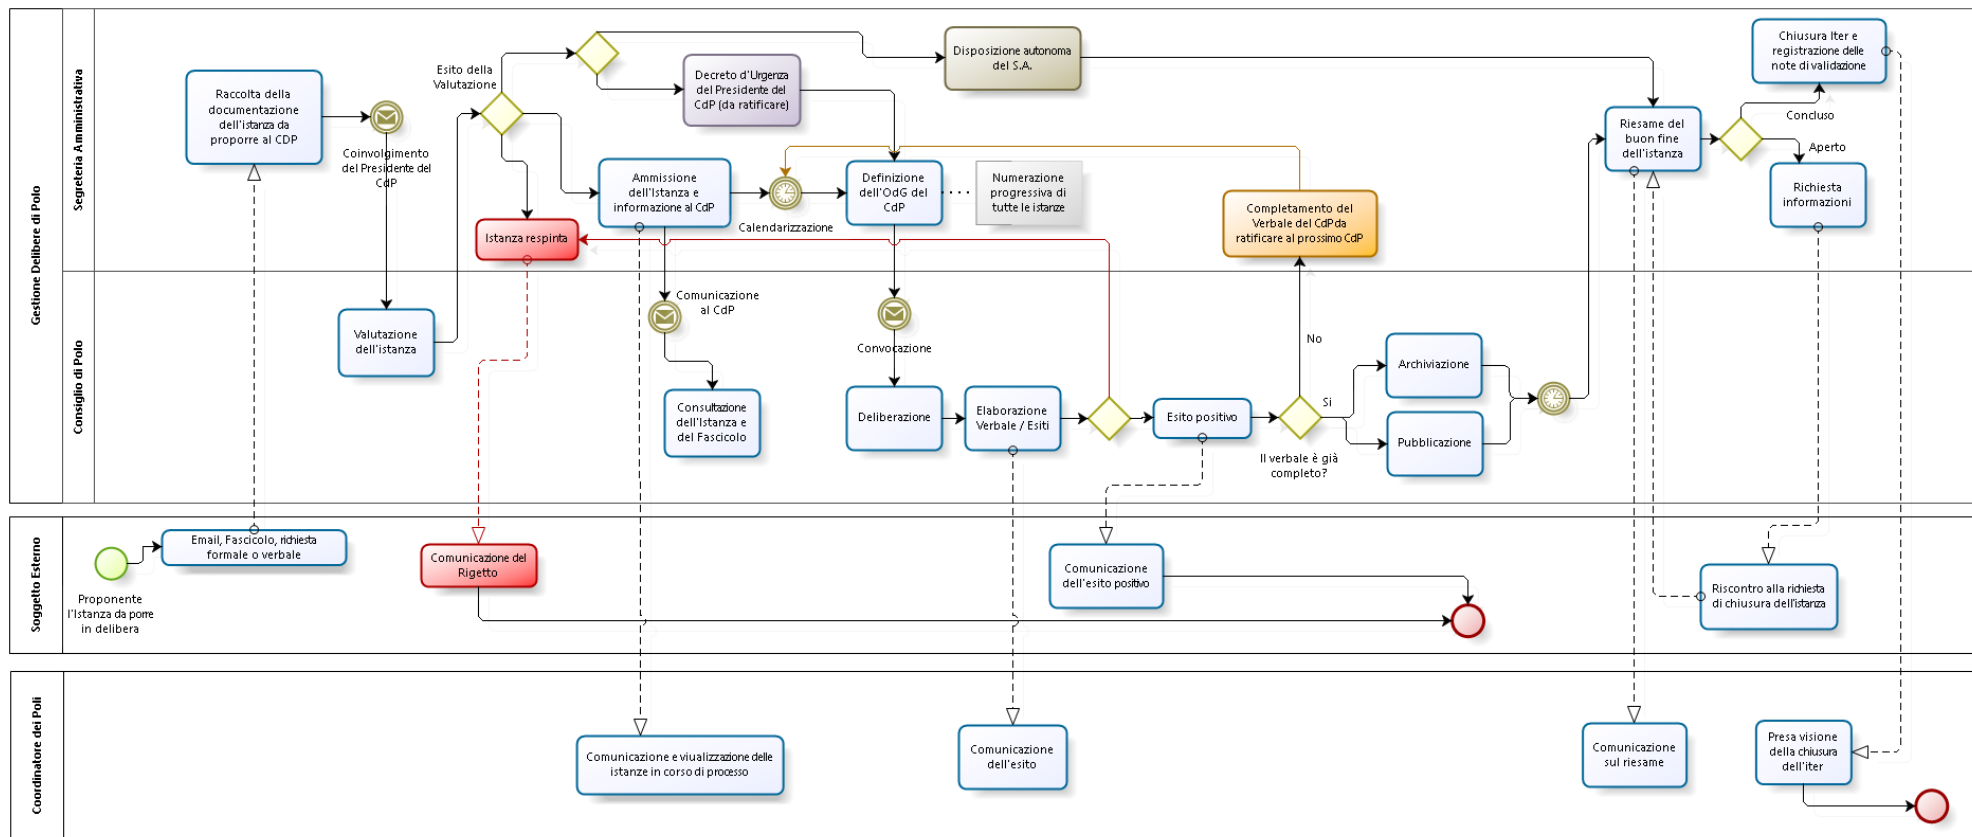 Gestione Delibere di Polo
Segreteria Amministrativa
Raccolta della
documentazione
dell'istanza da
proporre al CDP
Coinvolgimento
del Presidente del
CdP
Esito della
Valutazione
Decreto d'Urgenza
del Presidente del
CdP (da ratificare)
Disposizione autonoma
del S.A.
Ammissione
dell'Istanza e
informazione al CdP
Calendarizzazione
Definizione
dell'OdG del
CdP
Numerazione
progressiva di
tutte le istanze
Istanza respinta
Completamento del
Verbale del CdPda
ratificare al prossimo CdP
Riesame del
buon fine
dell'istanza
Chiusura Iter e
registrazione delle
note di validazione
Concluso
Aperto
Richiesta
informazioni
Consiglio di Polo
Valutazione
dell'istanza
Comunicazione
al CdP
Consultazione
dell'Istanza e
del Fascicolo
Convocazione
Deliberazione
Elaborazione
Verbale / Esiti
Esito positivo
No
Si
Il verbale è già
completo?
Archiviazione
Pubblicazione
Soggetto Esterno
Proponente
l'Istanza da porre
in delibera
Email, Fascicolo, richiesta
formale o verbale
Comunicazione del
Rigetto
Comunicazione
dell'esito positivo
Riscontro alla richiesta
di chiusura dell'istanza
Coordinatore dei Poli
Comunicazione e viualizzazione delle
istanze in corso di processo
Comunicazione
dell'esito
Comunicazione
sul riesame
Presa visione
della chiusura
dell'iter